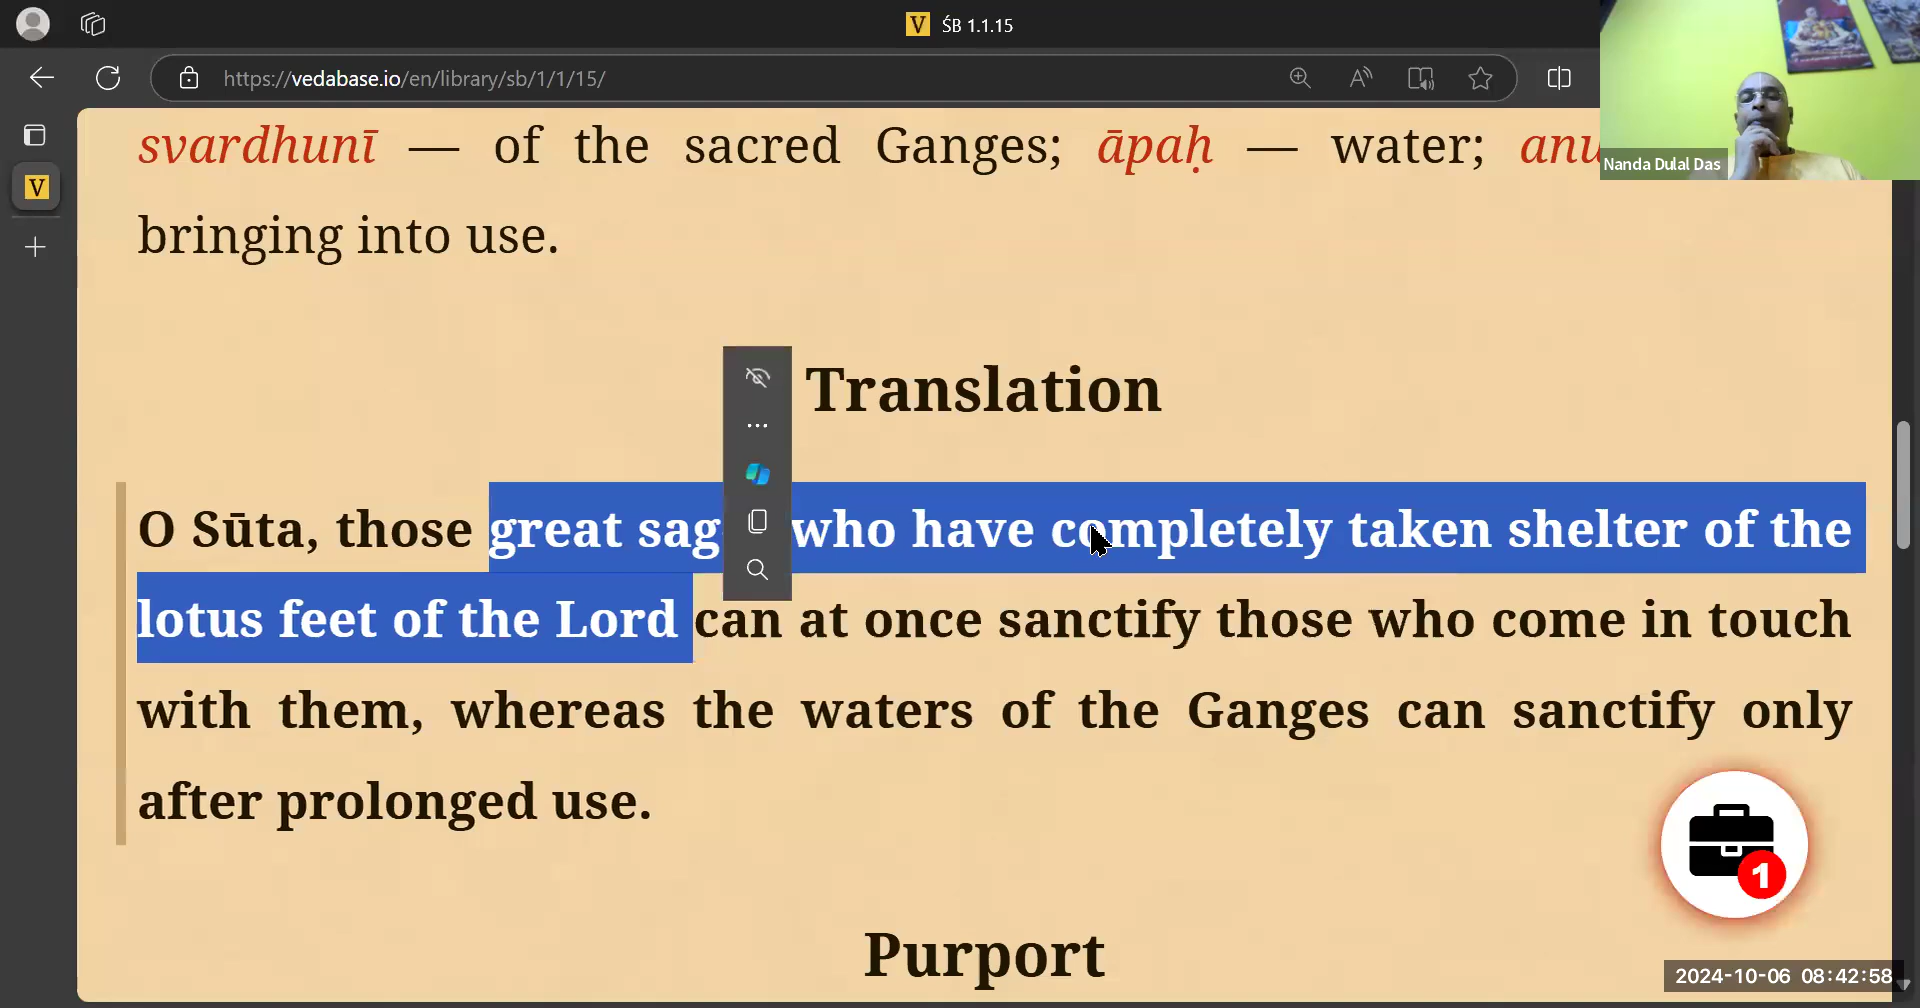 V ŚB 1.1.15
https://vedabase.io/en/library/sb/1/1/15/
Nanda Dulal Das
svardhunī — of the sacred Ganges; āpaḥ — water; anu
bringing into use.
Translation
O Sūta, those great sag who have completely taken shelter of the
lotus feet of the Lord can at once sanctify those who come in touch
with them, whereas the waters of the Ganges can sanctify only
after prolonged use.
1
Purport
2024-10-06 08:42:58